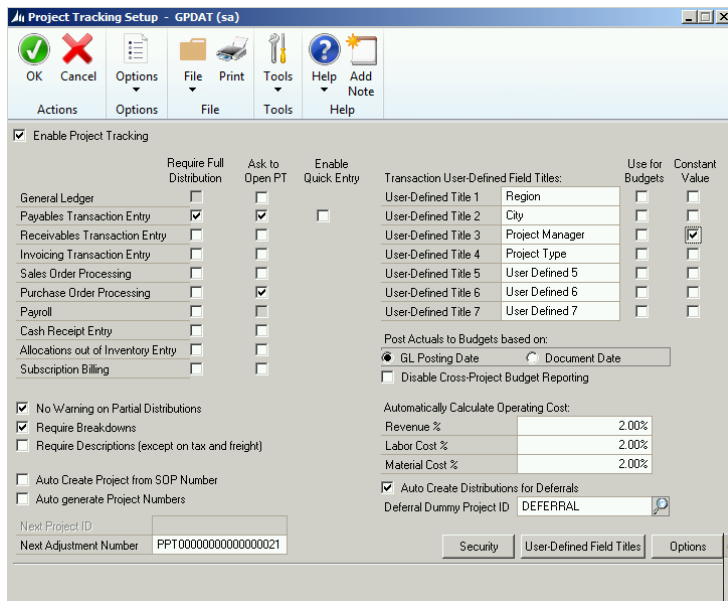 Project Tracking Setup - GPDAT (sa)
OK Cancel Options File Print Tools Help Add Note
Actions Options File Tools Help
Enable Project Tracking
Require Full Distribution Ask to Open PT Enable Quick Entry
General Ledger
Payables Transaction Entry
Receivables Transaction Entry
Invoicing Transaction Entry
Sales Order Processing
Purchase Order Processing
Payroll
Cash Receipt Entry
Allocations out of Inventory Entry
Subscription Billing
No Warning on Partial Distributions
Require Breakdowns
Require Descriptions (except on tax and freight)
Auto Create Project from SOP Number
Auto generate Project Numbers
Next Project ID
Next Adjustment Number PPT00000000000000021
Transaction User-Defined Field Titles: Use for Budgets Constant Value
User-Defined Title 1 Region
User-Defined Title 2 City
User-Defined Title 3 Project Manager
User-Defined Title 4 Project Type
User-Defined Title 5 User Defined 5
User-Defined Title 6 User Defined 6
User-Defined Title 7 User Defined 7
Post Actuals to Budgets based on:
GL Posting Date Document Date
Disable Cross-Project Budget Reporting
Automatically Calculate Operating Cost:
Revenue % 2.00%
Labor Cost % 2.00%
Material Cost % 2.00%
Auto Create Distributions for Deferrals
Deferral Dummy Project ID DEFERRAL
Security User-Defined Field Titles Options